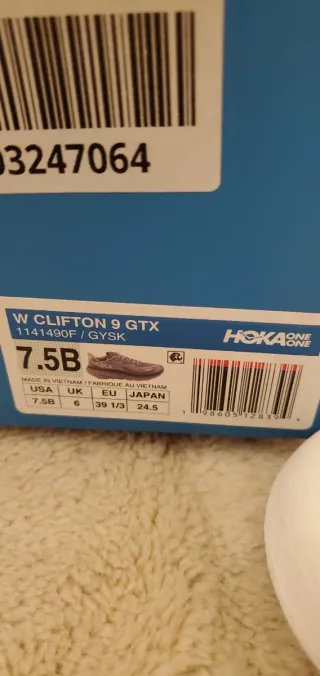 03247064
W CLIFTON 9 GTX
1141490F / GYSK
HOKA ONE ONE
7.5B
MADE IN VIETNAM / FABRIQUE AU VIETNAM
USA UK EU JAPAN
7.5B 6 39 1/3 24.5